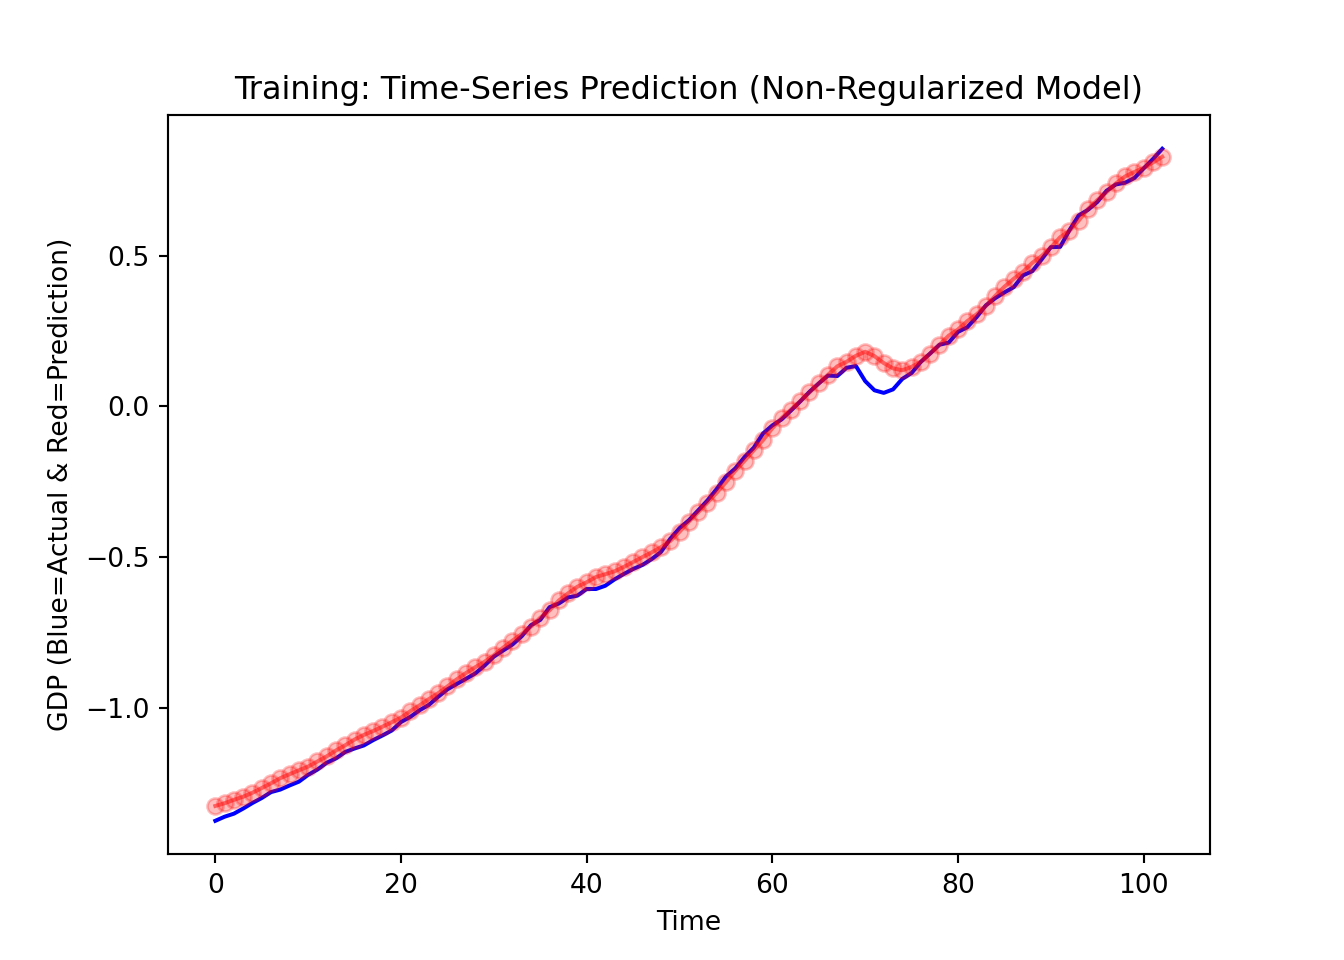 Training: Time-Series Prediction (Non-Regularized Model)
GDP (Blue=Actual & Red=Prediction)
0.5
0.0
−0.5
−1.0
0 20 40 60 80 100
Time